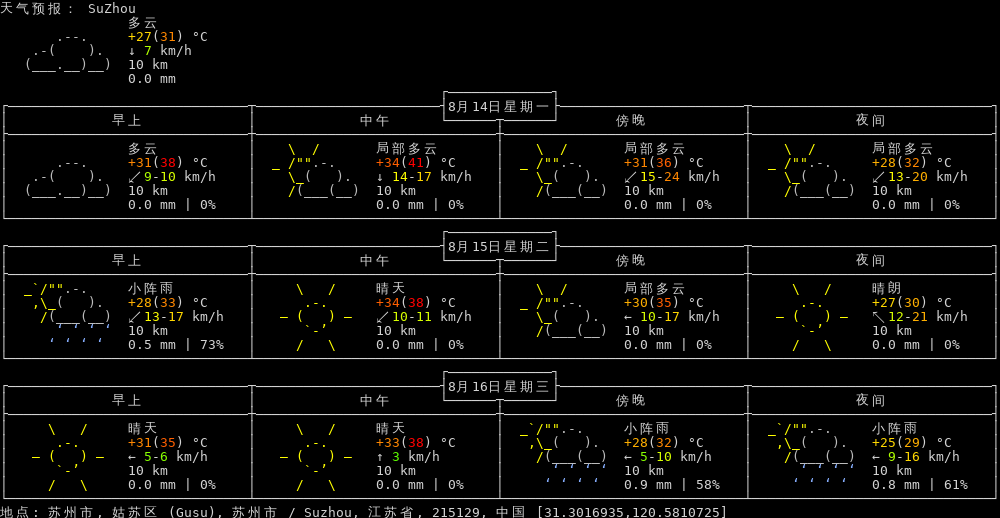 天气预报: SuZhou
多云
+27(31) °C
↓ 7 km/h
10 km
0.0 mm
8月14日星期一
早上 中午 傍晚 夜间
多云 局部多云 局部多云 局部多云
+31(38) °C +34(41) °C +31(36) °C +28(32) °C
↙ 9-10 km/h ↓ 14-17 km/h ↙ 15-24 km/h ↙ 13-20 km/h
10 km 10 km 10 km 10 km
0.0 mm | 0% 0.0 mm | 0% 0.0 mm | 0% 0.0 mm | 0%
8月15日星期二
早上 中午 傍晚 夜间
小阵雨 晴天 局部多云 晴朗
+28(33) °C +34(38) °C +30(35) °C +27(30) °C
↙ 13-17 km/h ↙ 10-11 km/h ← 10-17 km/h ↖ 12-21 km/h
10 km 10 km 10 km 10 km
0.5 mm | 73% 0.0 mm | 0% 0.0 mm | 0% 0.0 mm | 0%
8月16日星期三
早上 中午 傍晚 夜间
晴天 晴天 小阵雨 小阵雨
+31(35) °C +33(38) °C +28(32) °C +25(29) °C
← 5-6 km/h ↑ 3 km/h ← 5-10 km/h ← 9-16 km/h
10 km 10 km 10 km 10 km
0.0 mm | 0% 0.0 mm | 0% 0.9 mm | 58% 0.8 mm | 61%
地点: 苏州市, 姑苏区 (Gusu), 苏州市 / Suzhou, 江苏省, 215129, 中国 [31.3016935,120.5810725]